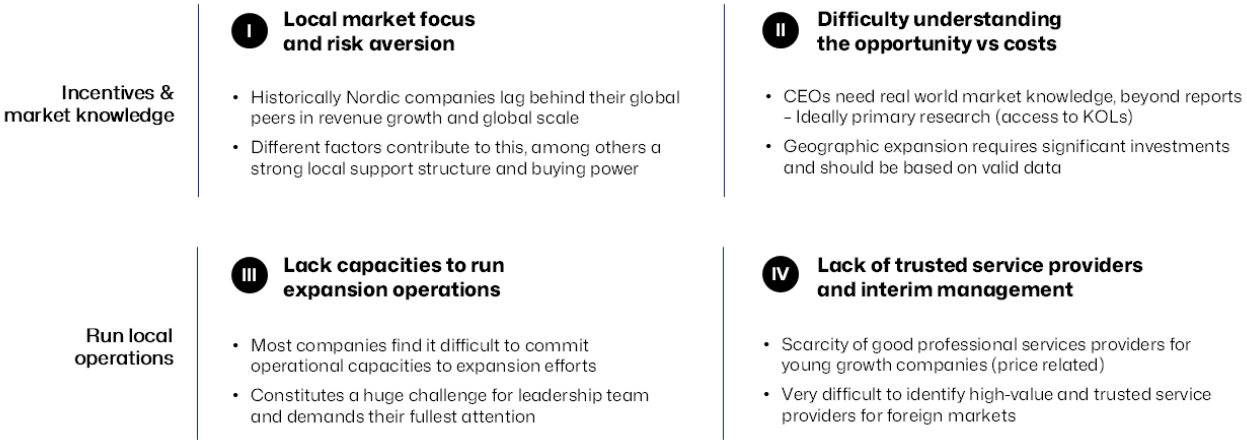 I
Local market focus
and risk aversion
II
Difficulty understanding
the opportunity vs costs
Incentives &
market knowledge
• Historically Nordic companies lag behind their global
peers in revenue growth and global scale
• Different factors contribute to this, among others a
strong local support structure and buying power
• CEOs need real world market knowledge, beyond reports
– Ideally primary research (access to KOLs)
• Geographic expansion requires significant investments
and should be based on valid data
III
Lack capacities to run
expansion operations
IV
Lack of trusted service providers
and interim management
Run local
operations
• Most companies find it difficult to commit
operational capacities to expansion efforts
• Constitutes a huge challenge for leadership team
and demands their fullest attention
• Scarcity of good professional services providers for
young growth companies (price related)
• Very difficult to identify high-value and trusted service
providers for foreign markets